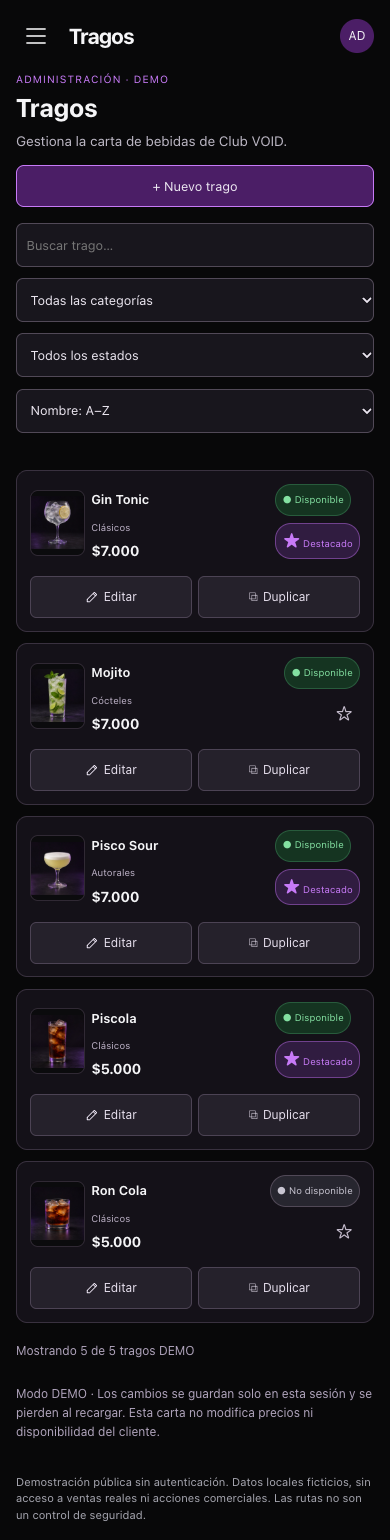 Tragos
AD
ADMINISTRACIÓN · DEMO
Tragos
Gestiona la carta de bebidas de Club VOID.
+ Nuevo trago
Buscar trago...
Todas las categorías
Todos los estados
Nombre: A–Z
Gin Tonic
Disponible
Clásicos
Destacado
$7.000
Editar
Duplicar
Mojito
Disponible
Cócteles
$7.000
Editar
Duplicar
Pisco Sour
Disponible
Autorales
Destacado
$7.000
Editar
Duplicar
Piscola
Disponible
Clásicos
Destacado
$5.000
Editar
Duplicar
Ron Cola
No disponible
Clásicos
$5.000
Editar
Duplicar
Mostrando 5 de 5 tragos DEMO
Modo DEMO · Los cambios se guardan solo en esta sesión y se
pierden al recargar. Esta carta no modifica precios ni
disponibilidad del cliente.
Demostración pública sin autenticación. Datos locales ficticios, sin
acceso a ventas reales ni acciones comerciales. Las rutas no son
un control de seguridad.